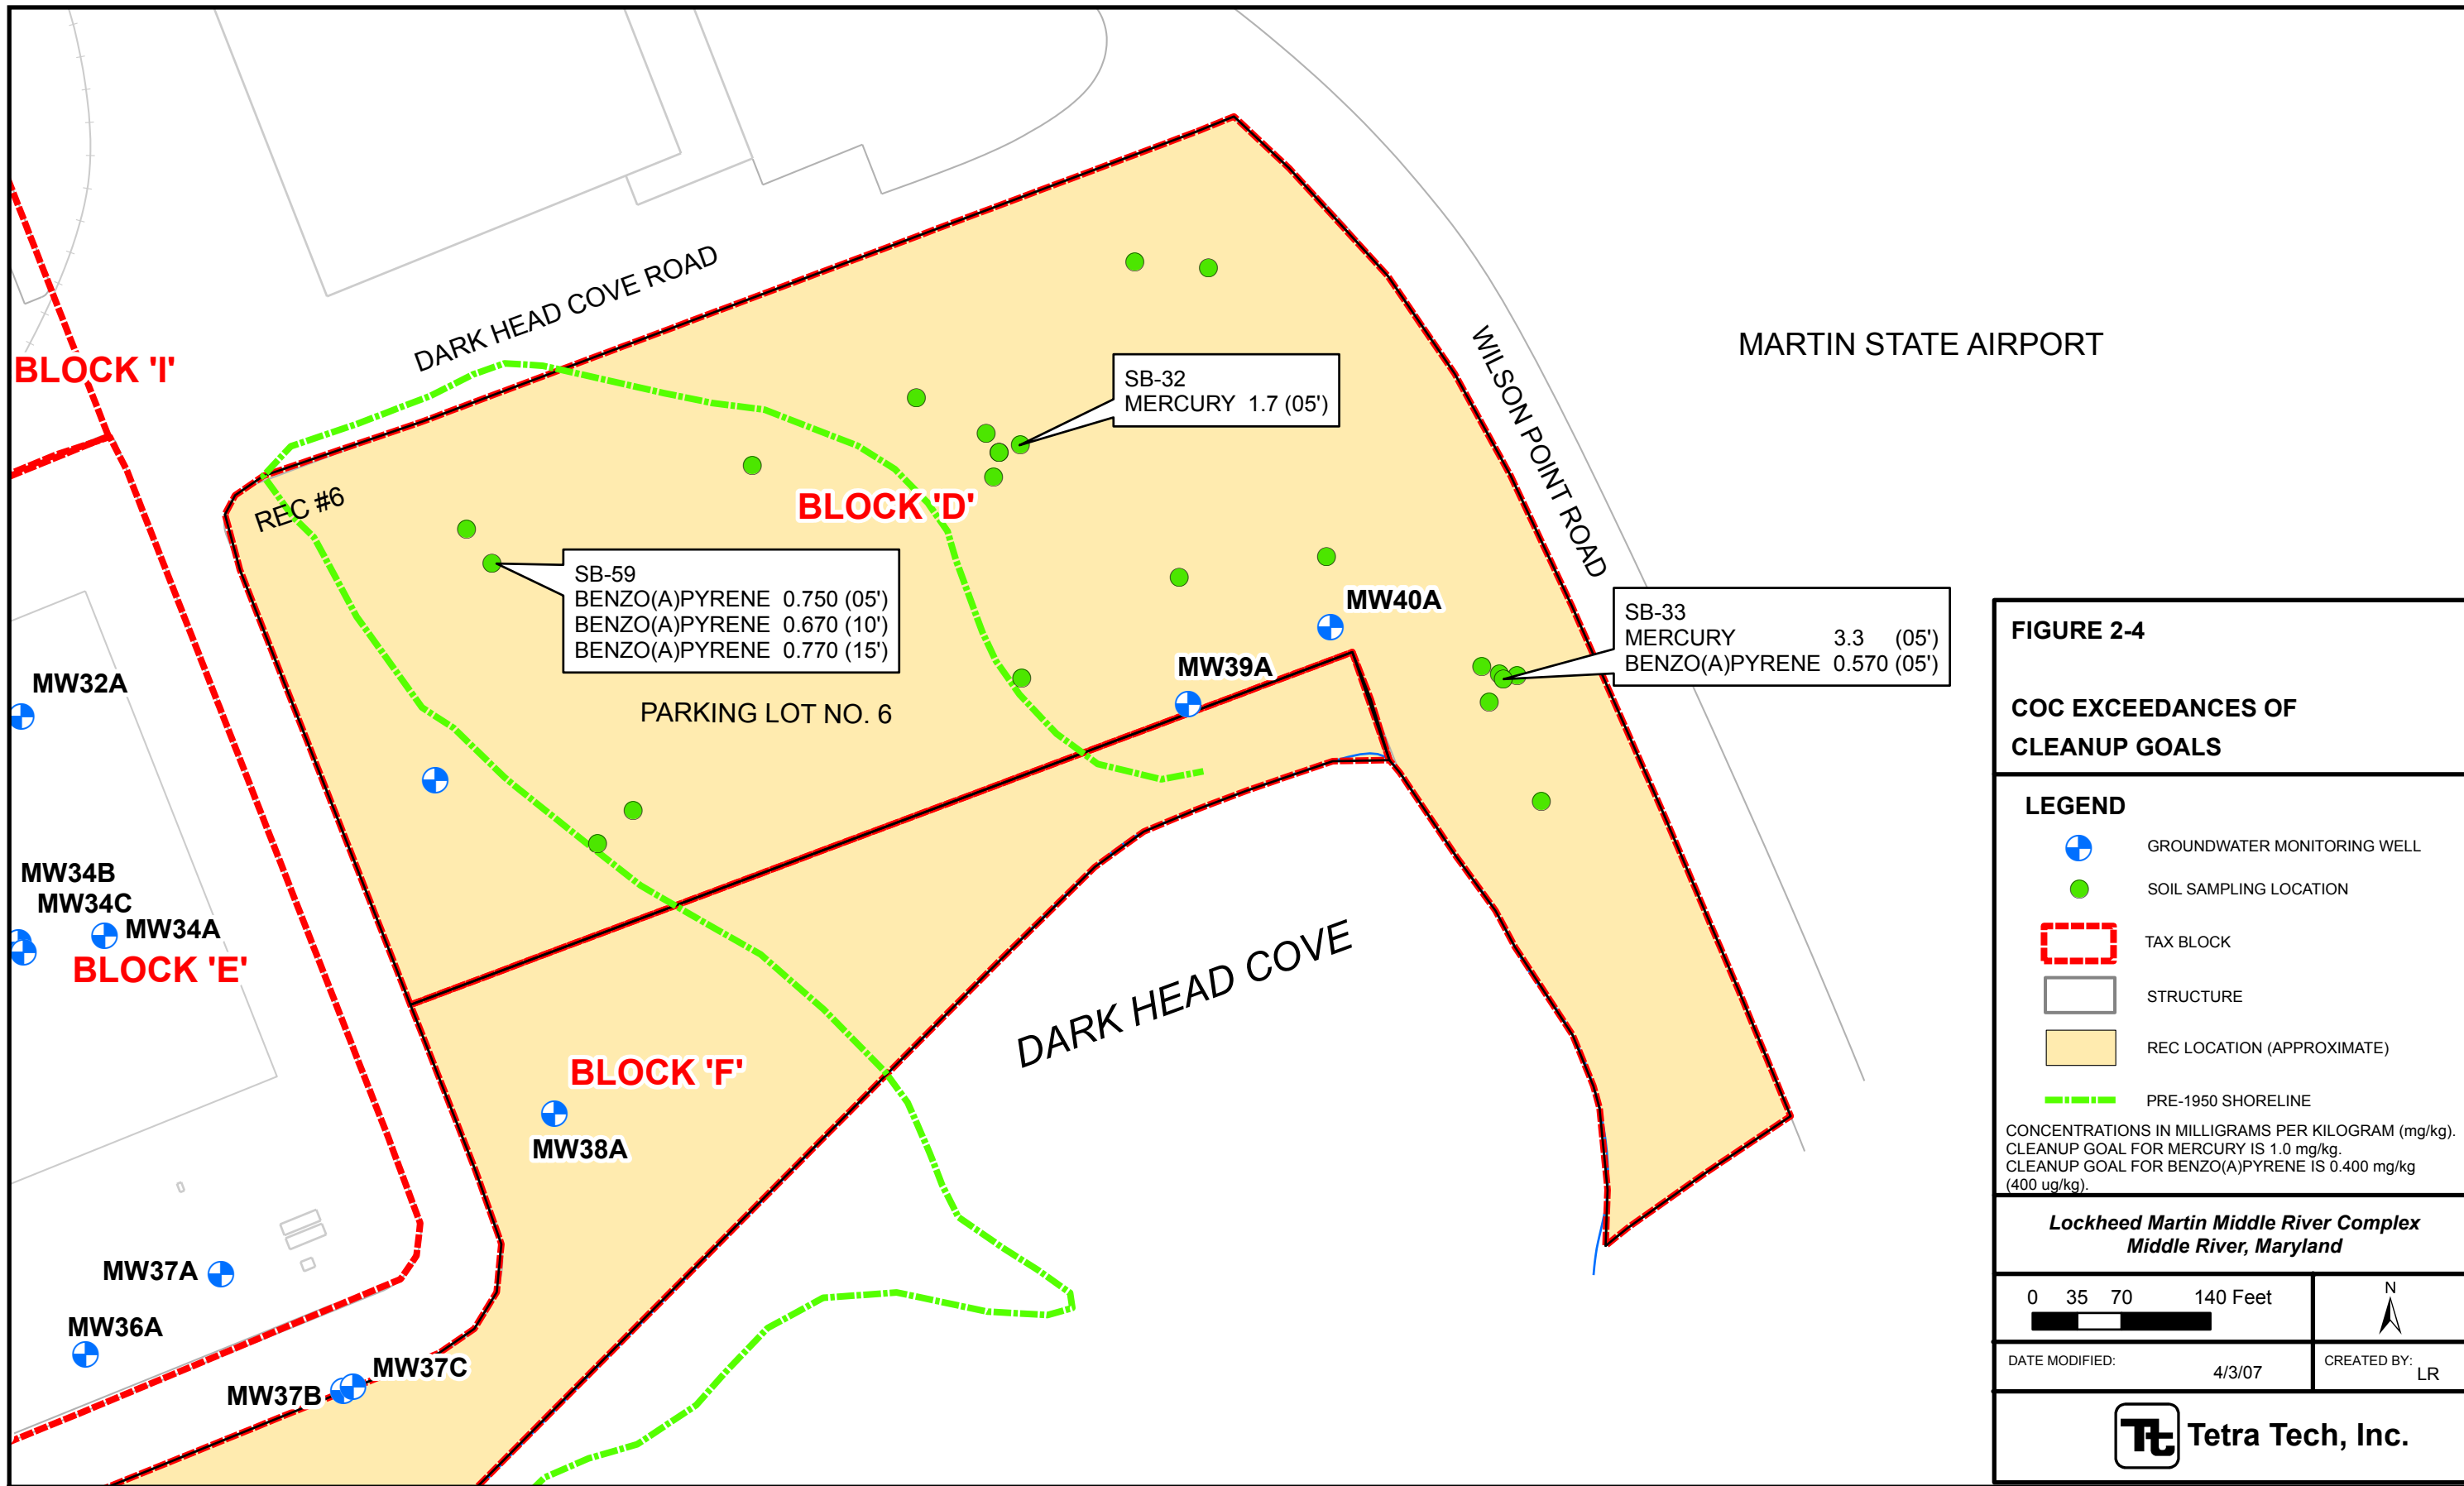 DARK HEAD COVE ROAD
WILSON POINT ROAD
MARTIN STATE AIRPORT
BLOCK 'I'
SB-32
MERCURY 1.7 (05')
REC #6
BLOCK 'D'
SB-59
BENZO(A)PYRENE 0.750 (05')
BENZO(A)PYRENE 0.670 (10')
BENZO(A)PYRENE 0.770 (15')
MW40A
SB-33
MERCURY 3.3 (05')
BENZO(A)PYRENE 0.570 (05')
MW39A
MW32A
PARKING LOT NO. 6
MW34B
MW34C
MW34A
BLOCK 'E'
DARK HEAD COVE
BLOCK 'F'
MW38A
MW37A
MW36A
MW37C
MW37B
FIGURE 2-4
COC EXCEEDANCES OF
CLEANUP GOALS
LEGEND
GROUNDWATER MONITORING WELL
SOIL SAMPLING LOCATION
TAX BLOCK
STRUCTURE
REC LOCATION (APPROXIMATE)
PRE-1950 SHORELINE
CONCENTRATIONS IN MILLIGRAMS PER KILOGRAM (mg/kg).
CLEANUP GOAL FOR MERCURY IS 1.0 mg/kg.
CLEANUP GOAL FOR BENZO(A)PYRENE IS 0.400 mg/kg
(400 ug/kg).
Lockheed Martin Middle River Complex
Middle River, Maryland
0 35 70 140 Feet
N
DATE MODIFIED: 4/3/07
CREATED BY: LR
Tt Tetra Tech, Inc.